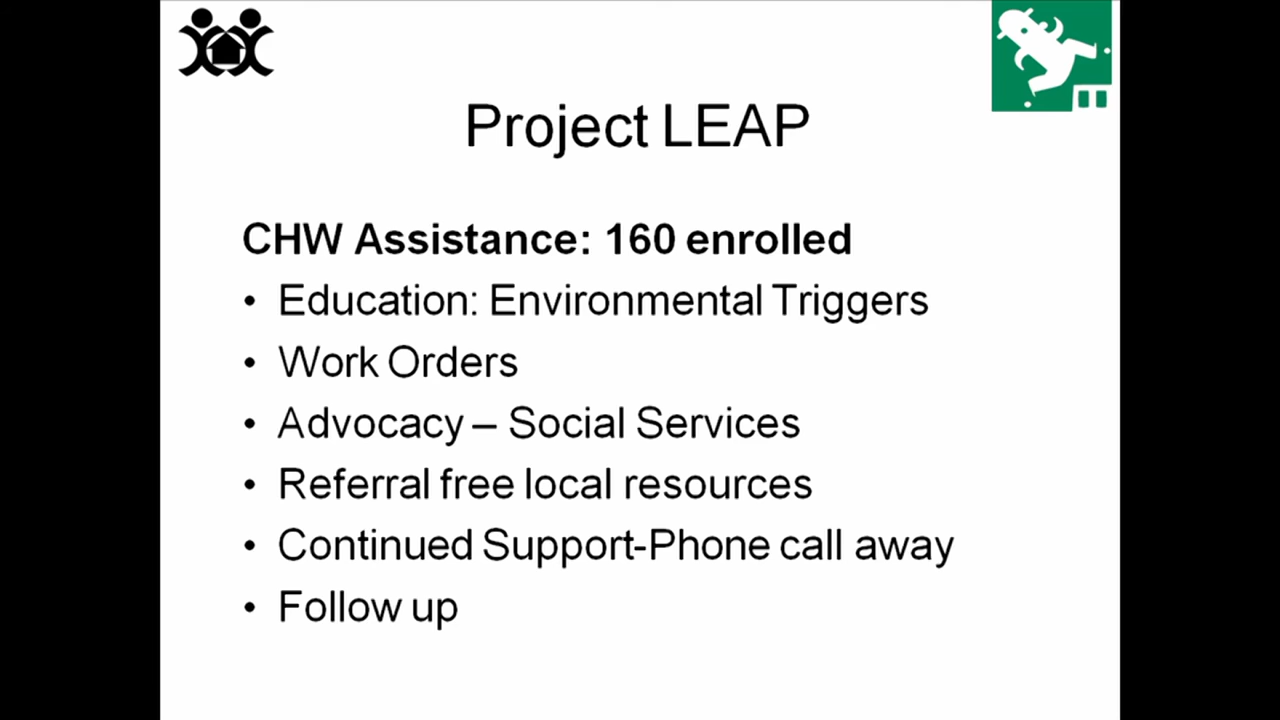 Project LEAP
CHW Assistance: 160 enrolled
• Education: Environmental Triggers
• Work Orders
• Advocacy – Social Services
• Referral free local resources
• Continued Support-Phone call away
• Follow up